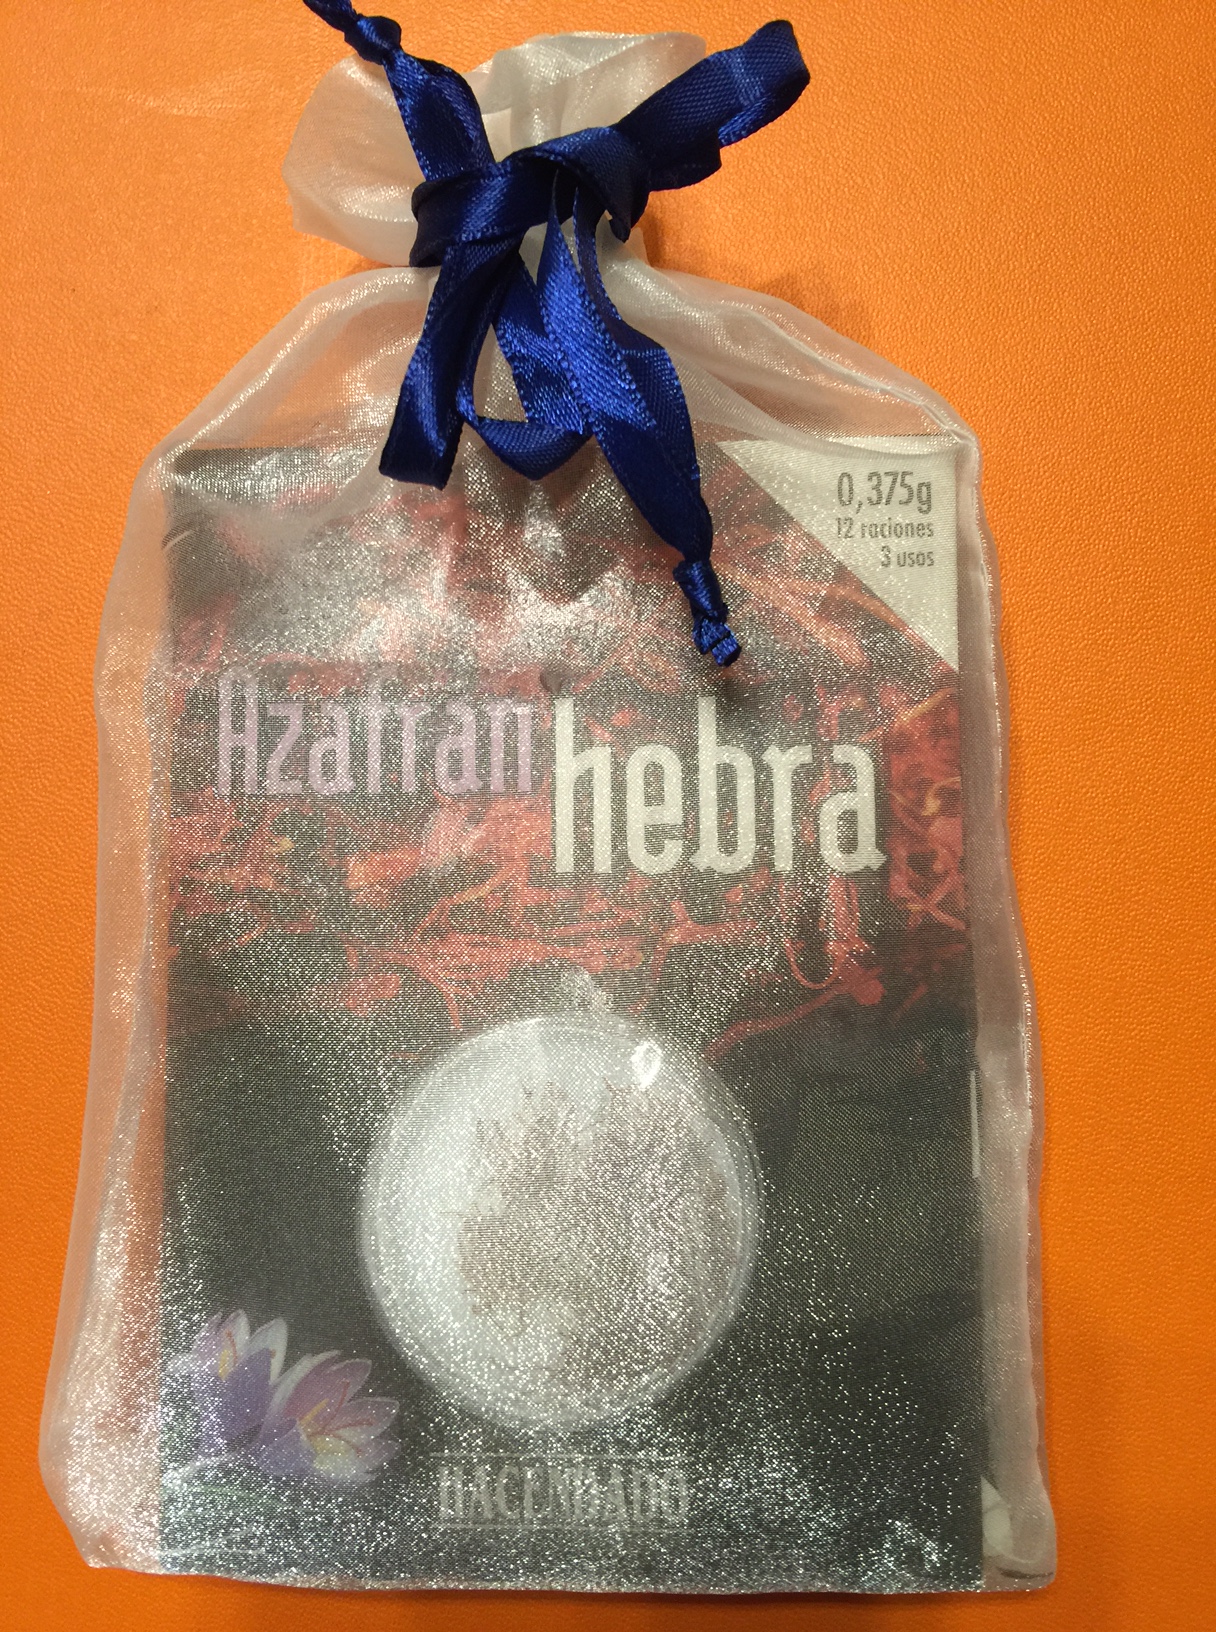 0,375g
12 raciones
3 usos
Azafrán hebra
HACENDADO